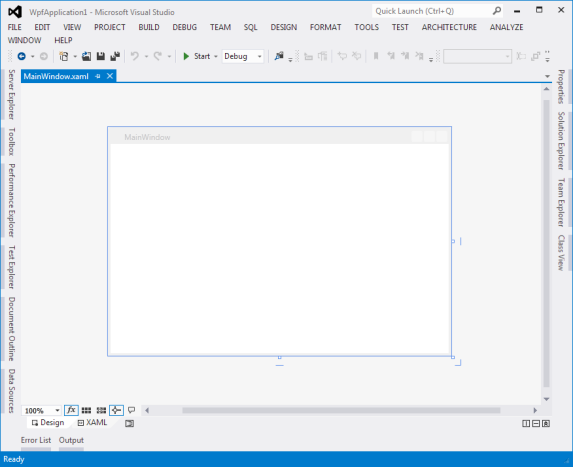 WpfApplication1 - Microsoft Visual Studio
Quick Launch (Ctrl+Q)
FILE EDIT VIEW PROJECT BUILD DEBUG TEAM SQL DESIGN FORMAT TOOLS TEST ARCHITECTURE ANALYZE
WINDOW HELP
Start Debug
MainWindow.xaml
Server Explorer
Toolbox
Performance Explorer
Test Explorer
Document Outline
Data Sources
MainWindow
Properties
Solution Explorer
Team Explorer
Class View
100% fx
Design XAML
Error List Output
Ready